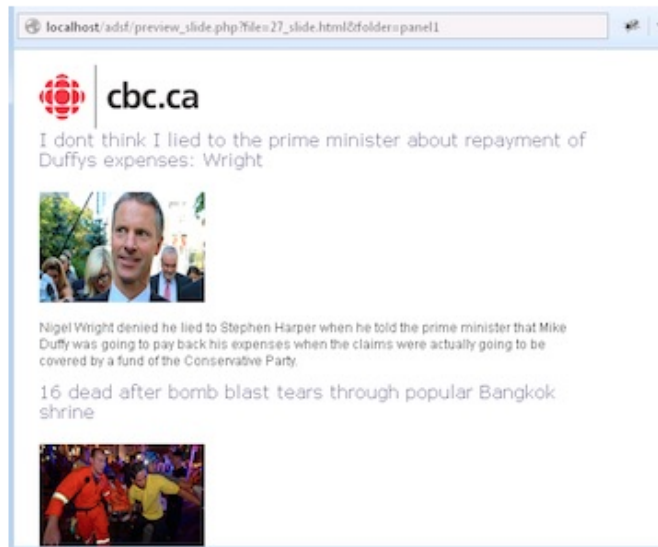 localhost/adsf/preview_slide.php?file=27_slide.html&folder=panel1
cbc.ca
I dont think I lied to the prime minister about repayment of
Duffys expenses: Wright
Nigel Wright denied he lied to Stephen Harper when he told the prime minister that Mike
Duffy was going to pay back his expenses when the claims were actually going to be
covered by a fund of the Conservative Party.
16 dead after bomb blast tears through popular Bangkok
shrine